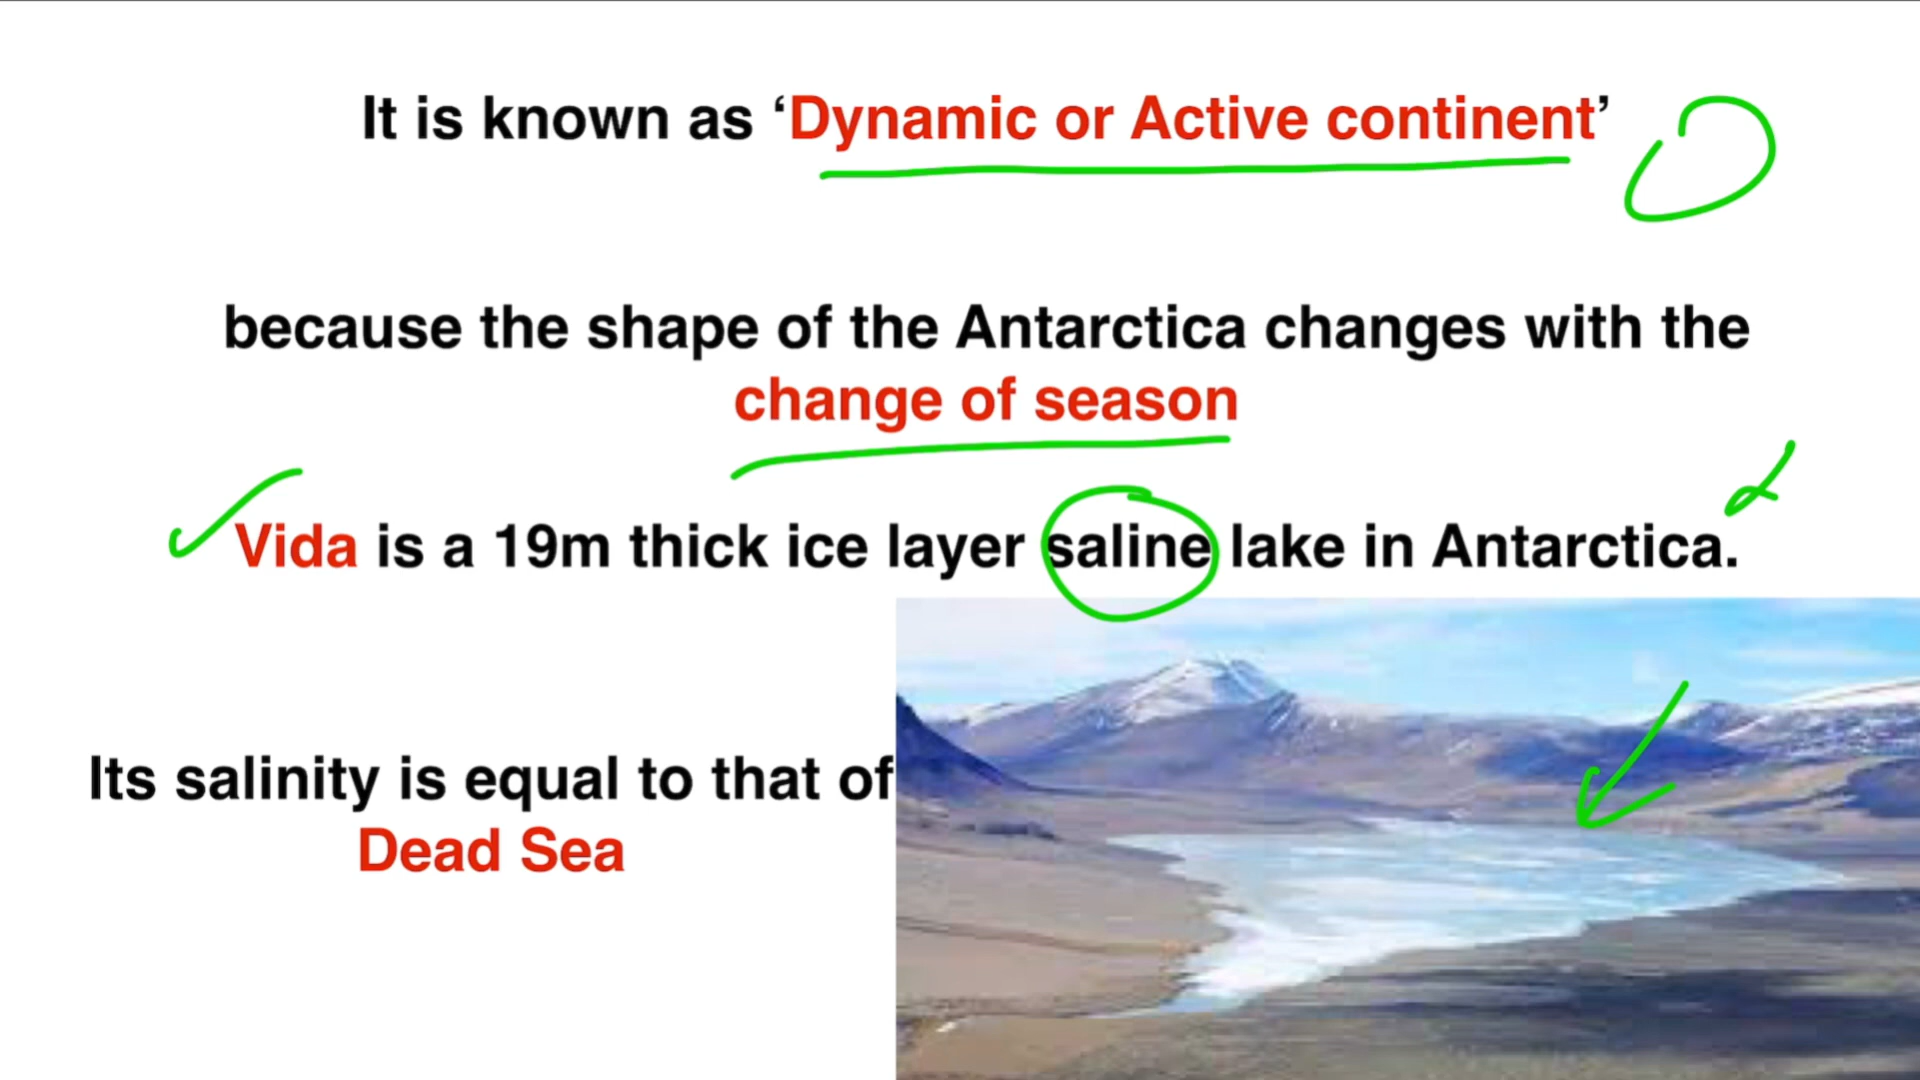 It is known as ‘Dynamic or Active continent’
because the shape of the Antarctica changes with the
change of season
Vida is a 19m thick ice layer saline lake in Antarctica.
Its salinity is equal to that of
Dead Sea